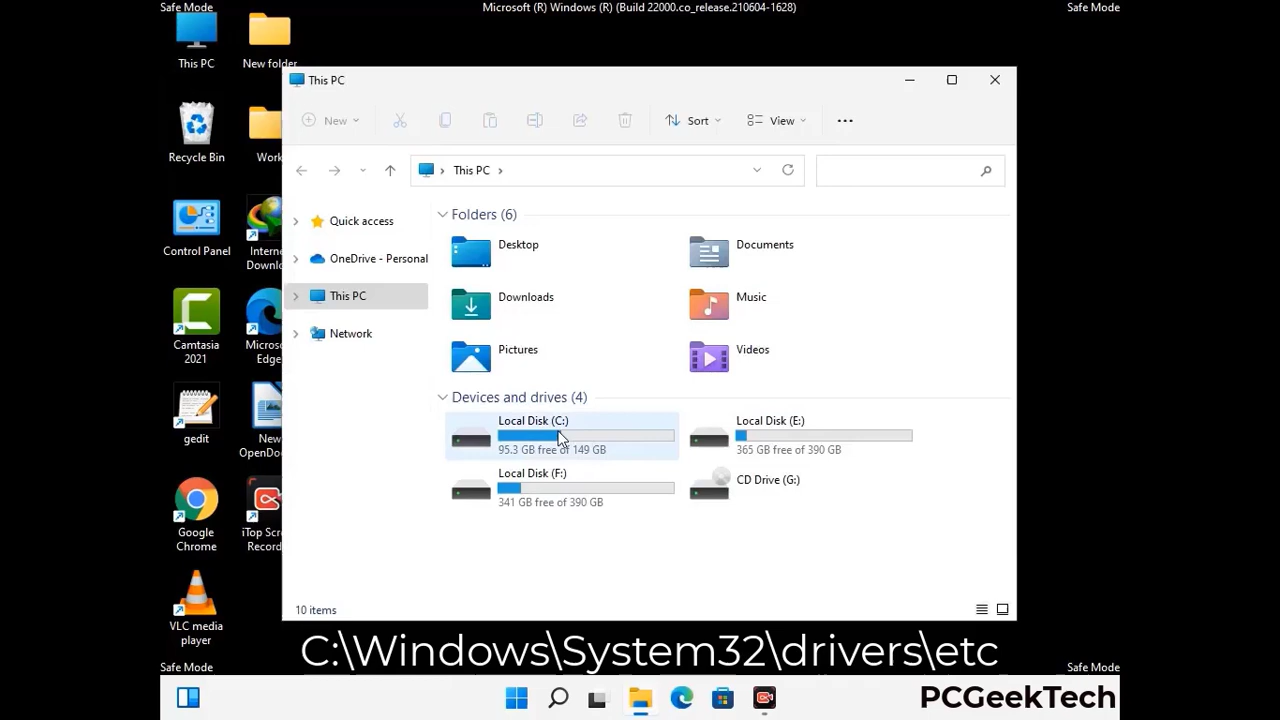 Safe Mode
Microsoft (R) Windows (R) (Build 22000.co_release.210604-1628)
Safe Mode
This PC
New folder
Recycle Bin
Work
Control Panel
Internet
Downlo
Camtasia
2021
Micros
Edge
gedit
New
OpenDo
Google
Chrome
iTop Scr
Record
VLC media
player
This PC
New
Sort
View
This PC
Quick access
OneDrive - Personal
This PC
Network
Folders (6)
Desktop
Documents
Downloads
Music
Pictures
Videos
Devices and drives (4)
Local Disk (C:)
95.3 GB free of 149 GB
Local Disk (E:)
365 GB free of 390 GB
Local Disk (F:)
341 GB free of 390 GB
CD Drive (G:)
10 items
C:\Windows\System32\drivers\etc
Safe Mode
Safe Mode
PCGeekTech